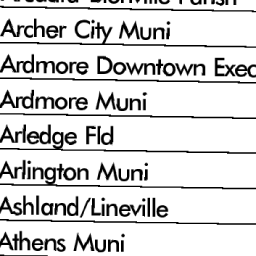 Archer City Muni
Ardmore Downtown Exec
Ardmore Muni
Arledge Fld
Arlington Muni
Ashland/Lineville
Athens Muni